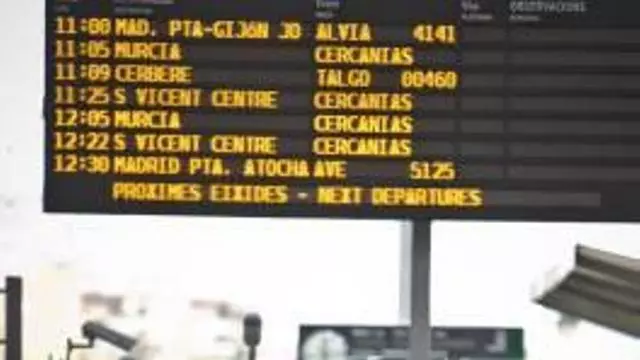 11:00 MAD. PTA-GIJON JO ALVIA 4141
11:05 MURCIA CERCANIAS
11:09 CERBERE TALGO 00460
11:25 S VICENT CENTRE CERCANIAS
12:05 MURCIA CERCANIAS
12:22 S VICENT CENTRE CERCANIAS
12:30 MADRID PTA. ATOCHA AVE 5125
PROXIMES EIXIDES - NEXT DEPARTURES